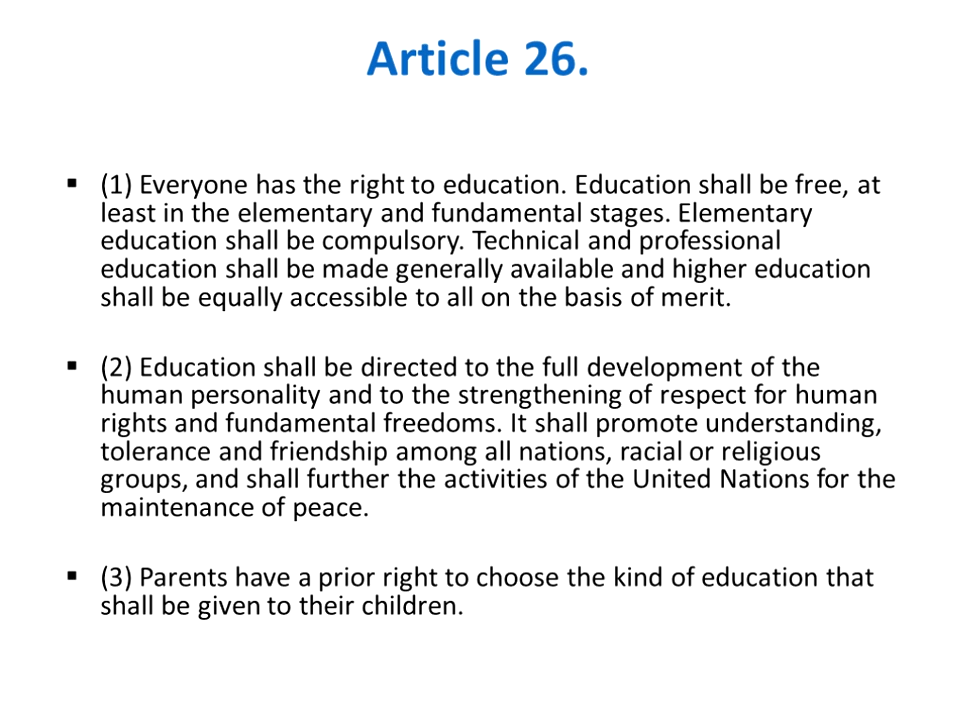 Article 26.
▪ (1) Everyone has the right to education. Education shall be free, at
least in the elementary and fundamental stages. Elementary
education shall be compulsory. Technical and professional
education shall be made generally available and higher education
shall be equally accessible to all on the basis of merit.
▪ (2) Education shall be directed to the full development of the
human personality and to the strengthening of respect for human
rights and fundamental freedoms. It shall promote understanding,
tolerance and friendship among all nations, racial or religious
groups, and shall further the activities of the United Nations for the
maintenance of peace.
▪ (3) Parents have a prior right to choose the kind of education that
shall be given to their children.